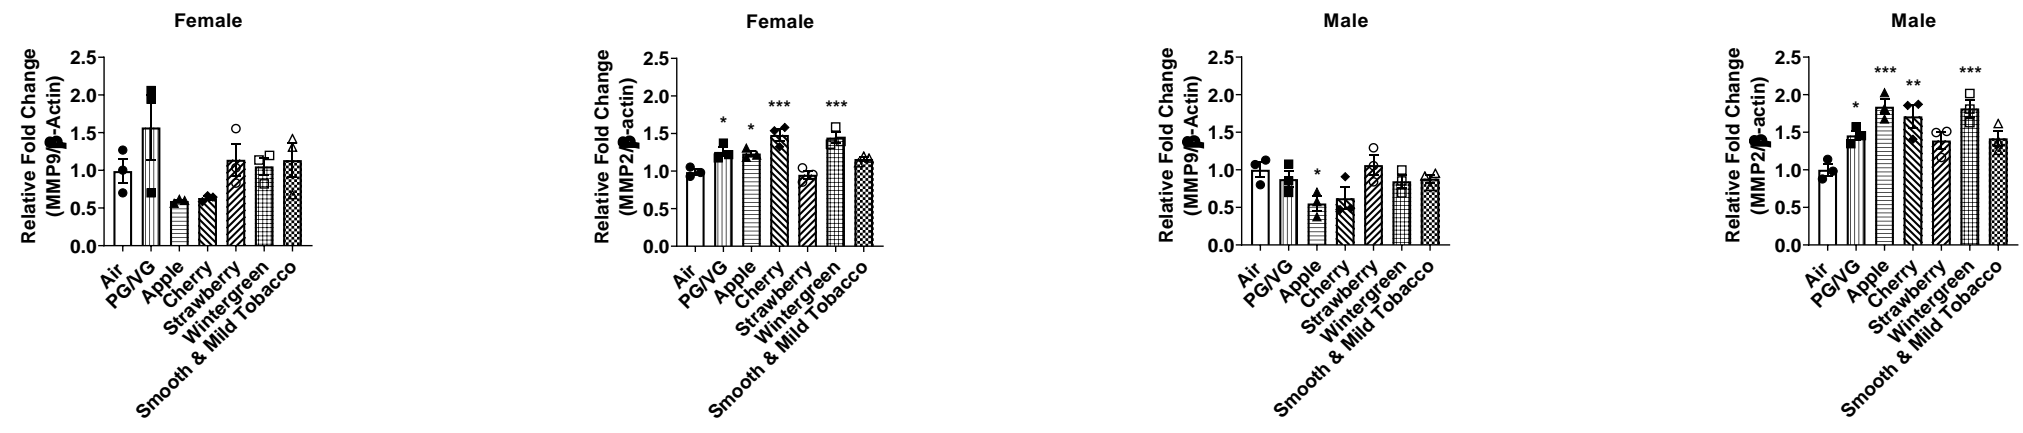 Female
Relative Fold Change
(MMP9/β-Actin)
2.5
2.0
1.5
1.0
0.5
0.0
Air
PG/VG
Apple
Cherry
Strawberry
Wintergreen
Smooth & Mild Tobacco
Female
Relative Fold Change
(MMP2/β-actin)
2.5
2.0
1.5
1.0
0.5
0.0
*
*
***
***
Air
PG/VG
Apple
Cherry
Strawberry
Wintergreen
Smooth & Mild Tobacco
Male
Relative Fold Change
(MMP9/β-Actin)
2.5
2.0
1.5
1.0
0.5
0.0
*
Air
PG/VG
Apple
Cherry
Strawberry
Wintergreen
Smooth & Mild Tobacco
Male
Relative Fold Change
(MMP2/β-actin)
2.5
2.0
1.5
1.0
0.5
0.0
*
***
**
***
Air
PG/VG
Apple
Cherry
Strawberry
Wintergreen
Smooth & Mild Tobacco